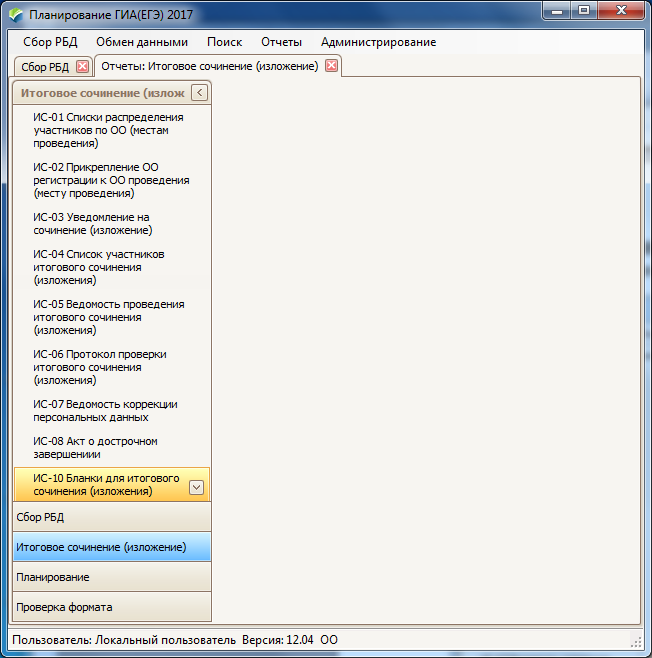 Планирование ГИА(ЕГЭ) 2017
Сбор РБД Обмен данными Поиск Отчеты Администрирование
Сбор РБД Отчеты: Итоговое сочинение (изложение)
Итоговое сочинение (излож
ИС-01 Списки распределения
участников по ОО (местам
проведения)
ИС-02 Прикрепление ОО
регистрации к ОО проведения
(месту проведения)
ИС-03 Уведомление на
сочинение (изложение)
ИС-04 Список участников
итогового сочинения
(изложения)
ИС-05 Ведомость проведения
итогового сочинения
(изложения)
ИС-06 Протокол проверки
итогового сочинения
(изложения)
ИС-07 Ведомость коррекции
персональных данных
ИС-08 Акт о дострочном
завершениии
ИС-10 Бланки для итогового
сочинения (изложения)
Сбор РБД
Итоговое сочинение (изложение)
Планирование
Проверка формата
Пользователь: Локальный пользователь Версия: 12.04 ОО